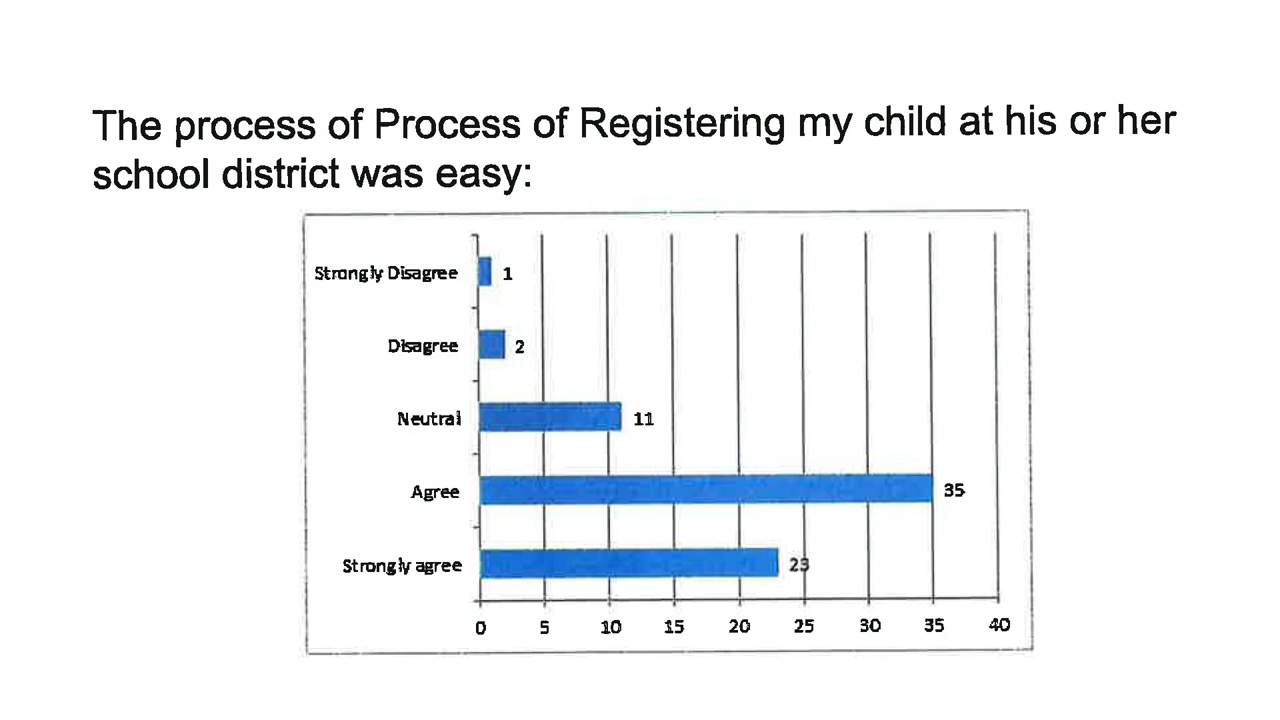 The process of Process of Registering my child at his or her
school district was easy:
Strongly Disagree 1
Disagree 2
Neutral 11
Agree 35
Strongly agree 23
0 5 10 15 20 25 30 35 40